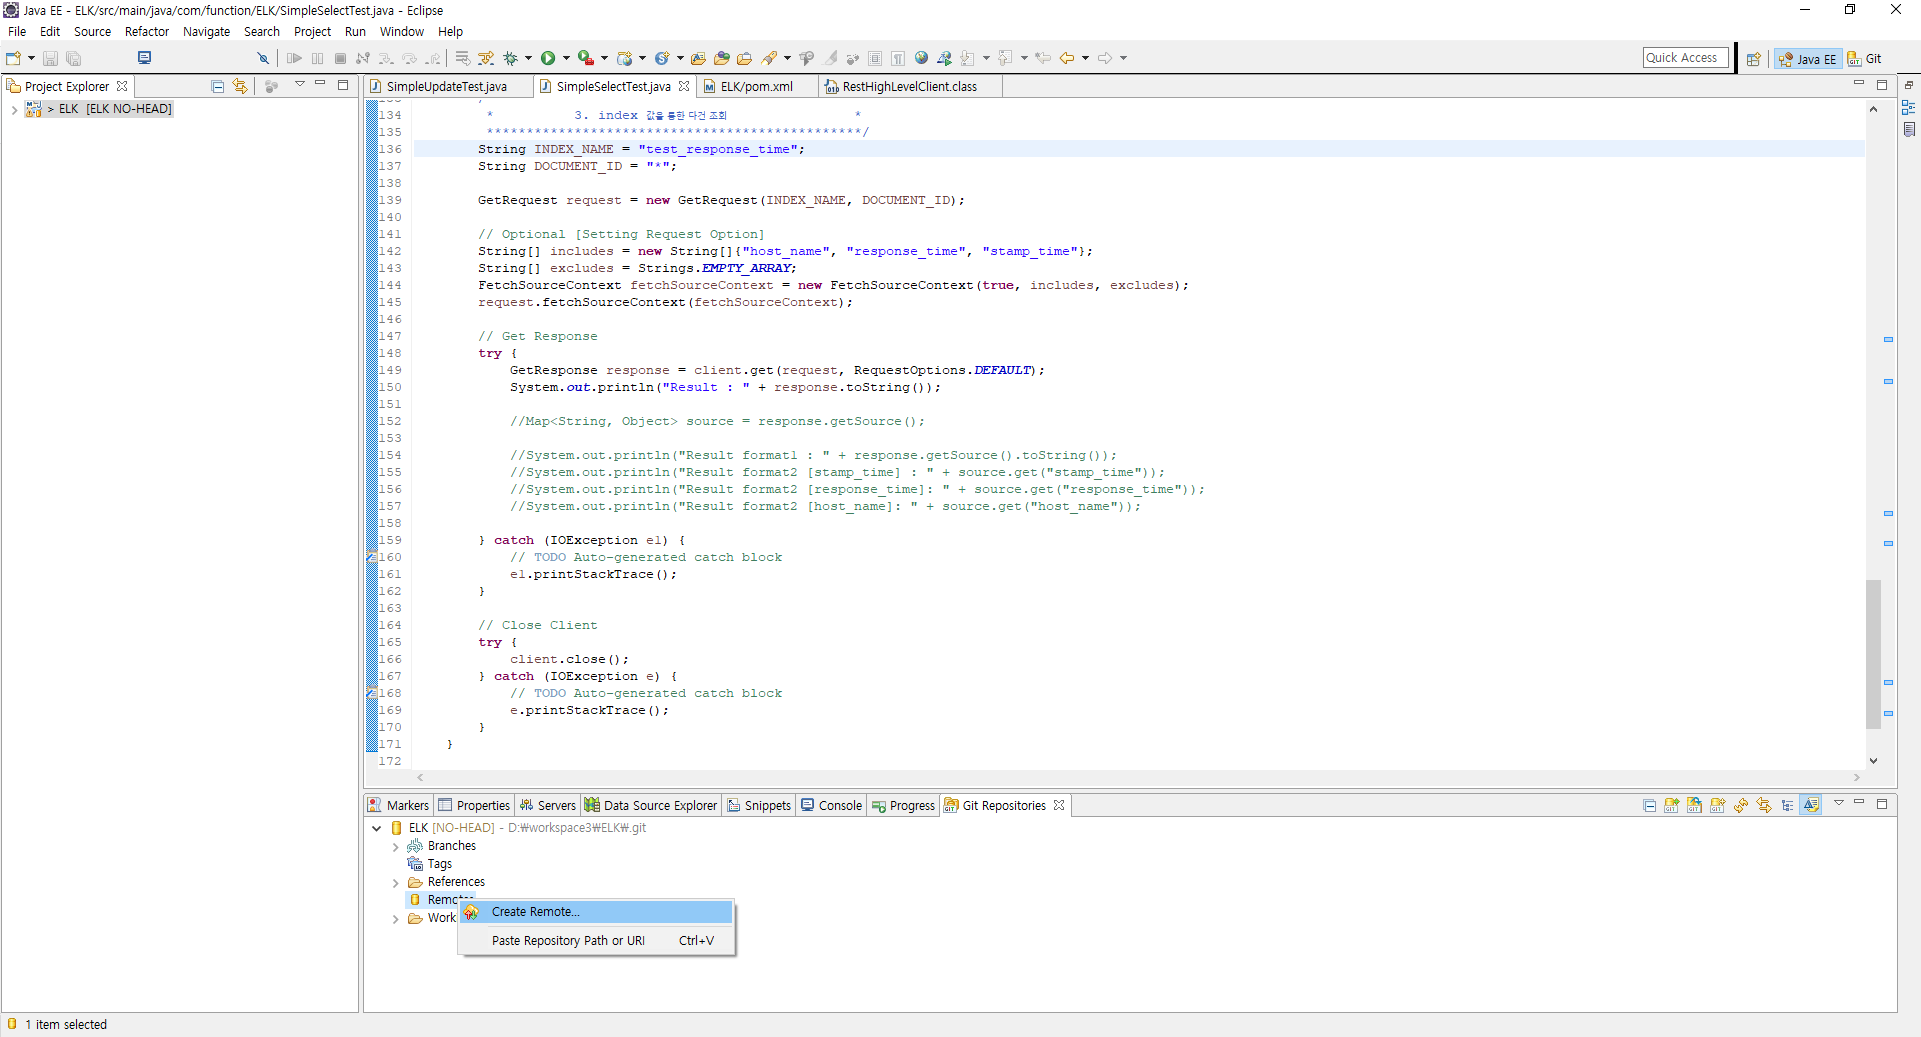 Java EE - ELK/src/main/java/com/function/ELK/SimpleSelectTest.java - Eclipse
File Edit Source Refactor Navigate Search Project Run Window Help
Quick Access Java EE Git
Project Explorer
> ELK [ELK NO-HEAD]
SimpleUpdateTest.java SimpleSelectTest.java ELK/pom.xml RestHighLevelClient.class
134 * 3. index 값을 통한 다건 조회 *
135 ***********************************************/
136 String INDEX_NAME = "test_response_time";
137 String DOCUMENT_ID = "*";
138
139 GetRequest request = new GetRequest(INDEX_NAME, DOCUMENT_ID);
140
141 // Optional [Setting Request Option]
142 String[] includes = new String[]{"host_name", "response_time", "stamp_time"};
143 String[] excludes = Strings.EMPTY_ARRAY;
144 FetchSourceContext fetchSourceContext = new FetchSourceContext(true, includes, excludes);
145 request.fetchSourceContext(fetchSourceContext);
146
147 // Get Response
148 try {
149 GetResponse response = client.get(request, RequestOptions.DEFAULT);
150 System.out.println("Result : " + response.toString());
151
152 //Map<String, Object> source = response.getSource();
153
154 //System.out.println("Result format1 : " + response.getSource().toString());
155 //System.out.println("Result format2 [stamp_time] : " + source.get("stamp_time"));
156 //System.out.println("Result format2 [response_time]: " + source.get("response_time"));
157 //System.out.println("Result format2 [host_name]: " + source.get("host_name"));
158
159 } catch (IOException e1) {
160 // TODO Auto-generated catch block
161 e1.printStackTrace();
162 }
163
164 // Close Client
165 try {
166 client.close();
167 } catch (IOException e) {
168 // TODO Auto-generated catch block
169 e.printStackTrace();
170 }
171 }
172
Markers Properties Servers Data Source Explorer Snippets Console Progress Git Repositories
ELK [NO-HEAD] - D:₩workspace3₩ELK₩.git
Branches
Tags
References
Remotes
Work
Create Remote...
Paste Repository Path or URI Ctrl+V
1 item selected